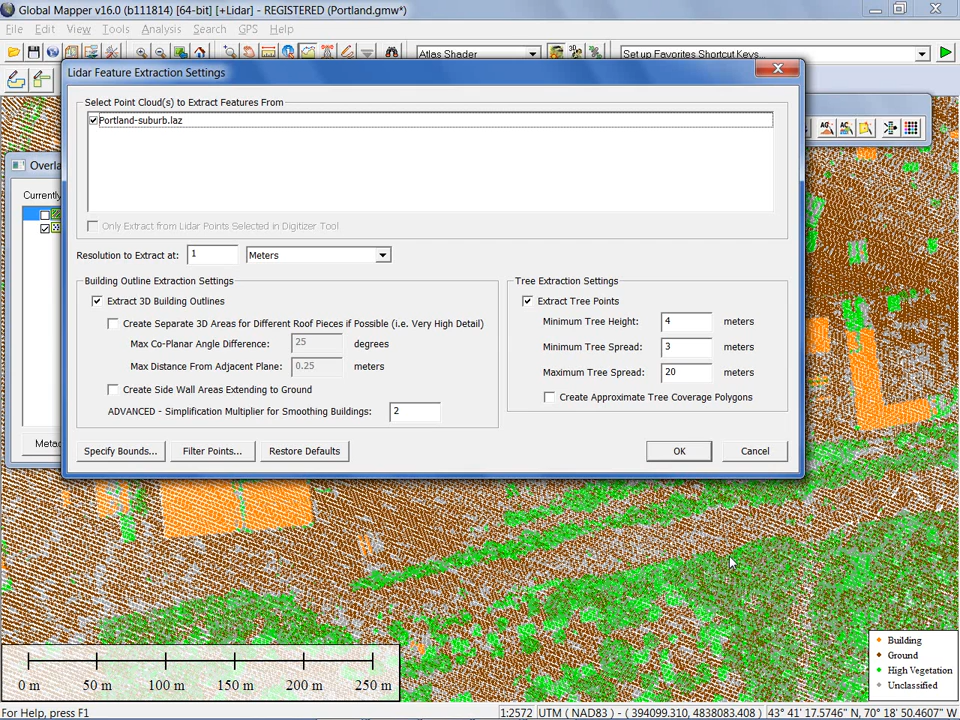 Global Mapper v16.0 (b111814) [64-bit] [+Lidar] - REGISTERED (Portland.gmw*)
File Edit View Tools Analysis Search GPS Help
Atlas Shader
Set up Favorites Shortcut Keys...
Lidar Feature Extraction Settings
Select Point Cloud(s) to Extract Features From
Portland-suburb.laz
Overla
Currently
Only Extract from Lidar Points Selected in Digitizer Tool
Resolution to Extract at: 1 Meters
Building Outline Extraction Settings
Extract 3D Building Outlines
Create Separate 3D Areas for Different Roof Pieces if Possible (i.e. Very High Detail)
Max Co-Planar Angle Difference: 25 degrees
Max Distance From Adjacent Plane: 0.25 meters
Create Side Wall Areas Extending to Ground
ADVANCED - Simplification Multiplier for Smoothing Buildings: 2
Tree Extraction Settings
Extract Tree Points
Minimum Tree Height: 4 meters
Minimum Tree Spread: 3 meters
Maximum Tree Spread: 20 meters
Create Approximate Tree Coverage Polygons
Metad
Specify Bounds... Filter Points... Restore Defaults OK Cancel
Building
Ground
High Vegetation
Unclassified
0 m 50 m 100 m 150 m 200 m 250 m
For Help, press F1
1:2572 UTM ( NAD83 ) - ( 394099.310, 4838083.408 ) 43° 41' 17.5746" N, 70° 18' 50.4607" W